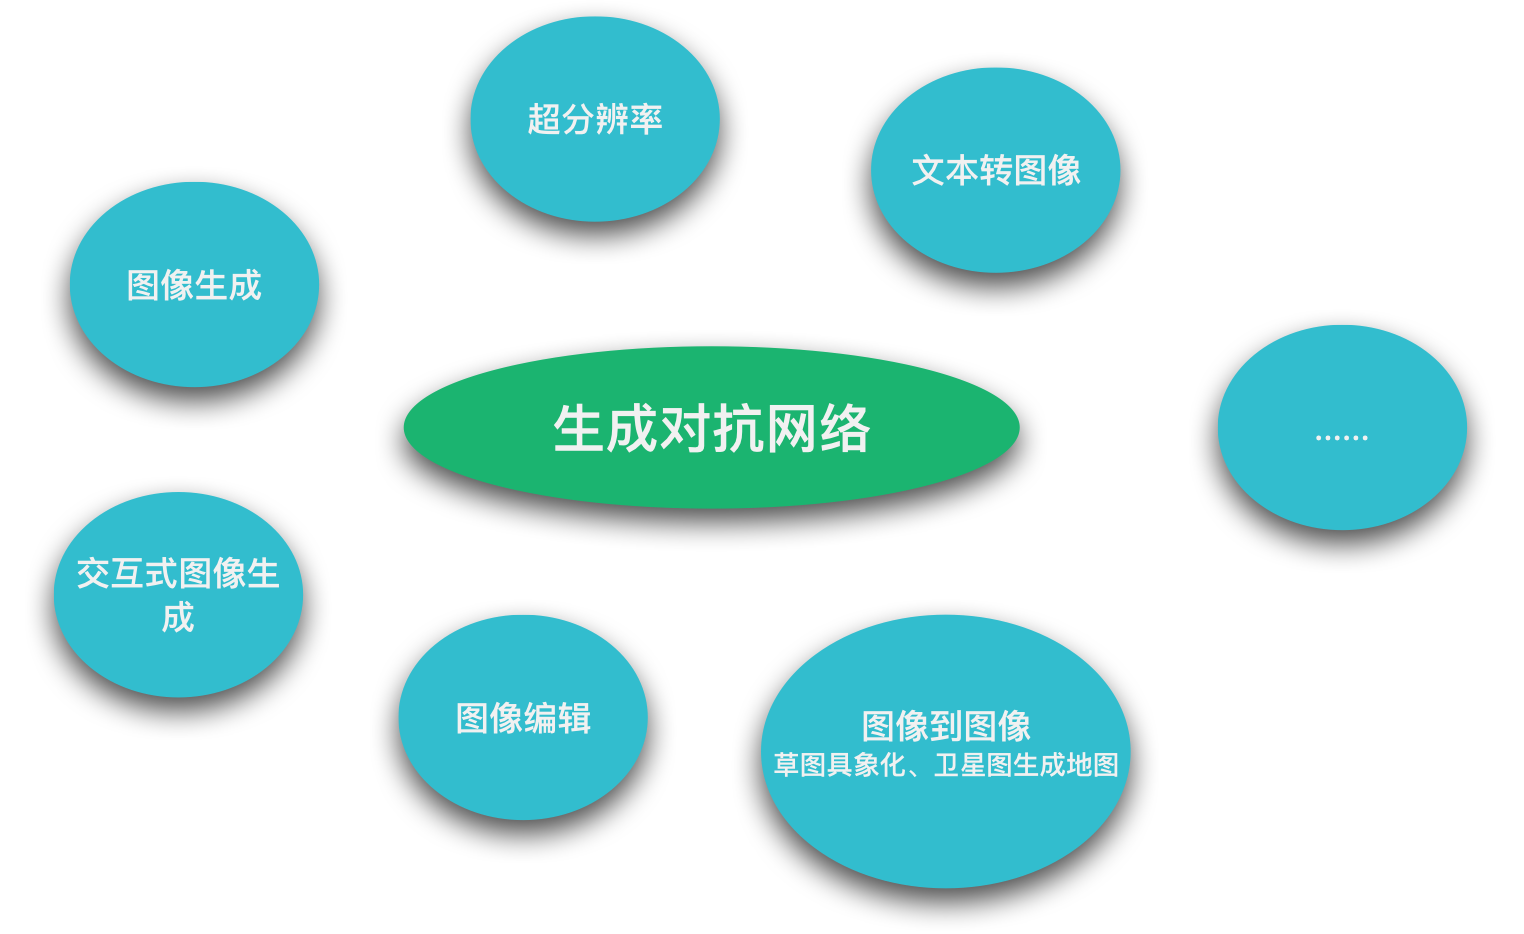 超分辨率
文本转图像
图像生成
生成对抗网络
……
交互式图像生
成
图像编辑
图像到图像
草图具象化、卫星图生成地图